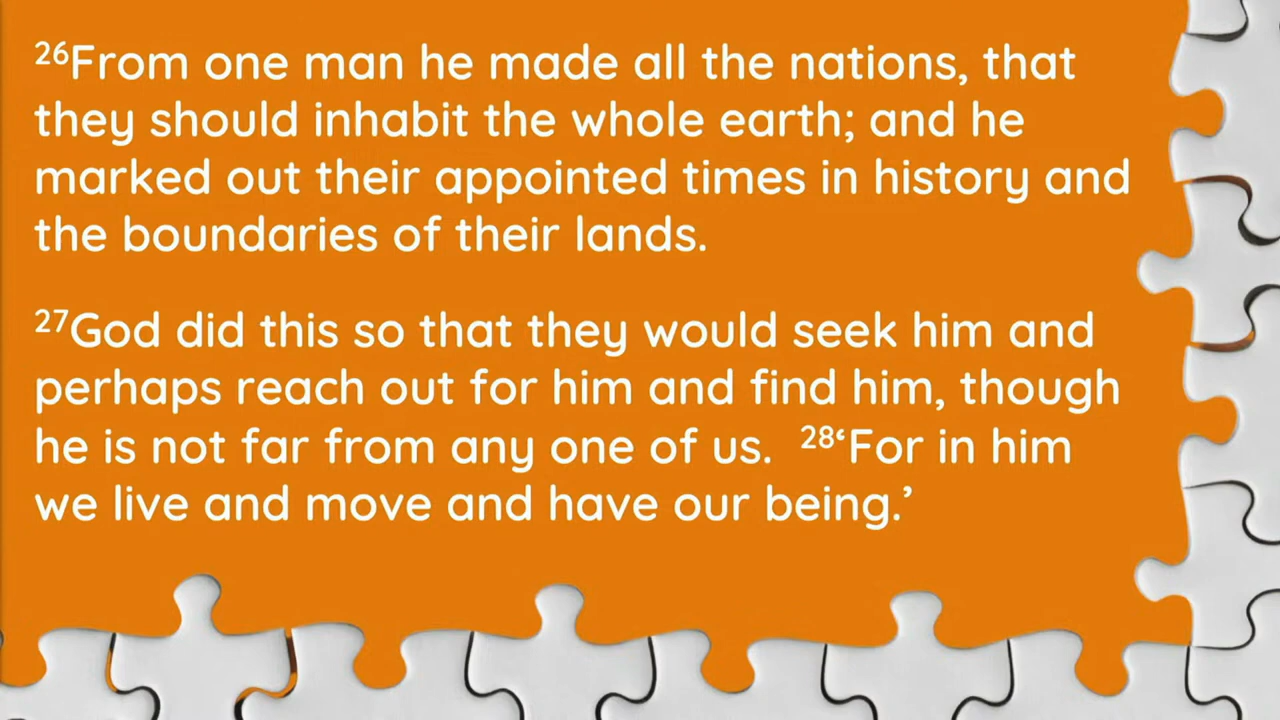 ²⁶From one man he made all the nations, that
they should inhabit the whole earth; and he
marked out their appointed times in history and
the boundaries of their lands.
²⁷God did this so that they would seek him and
perhaps reach out for him and find him, though
he is not far from any one of us.  ²⁸‘For in him
we live and move and have our being.’